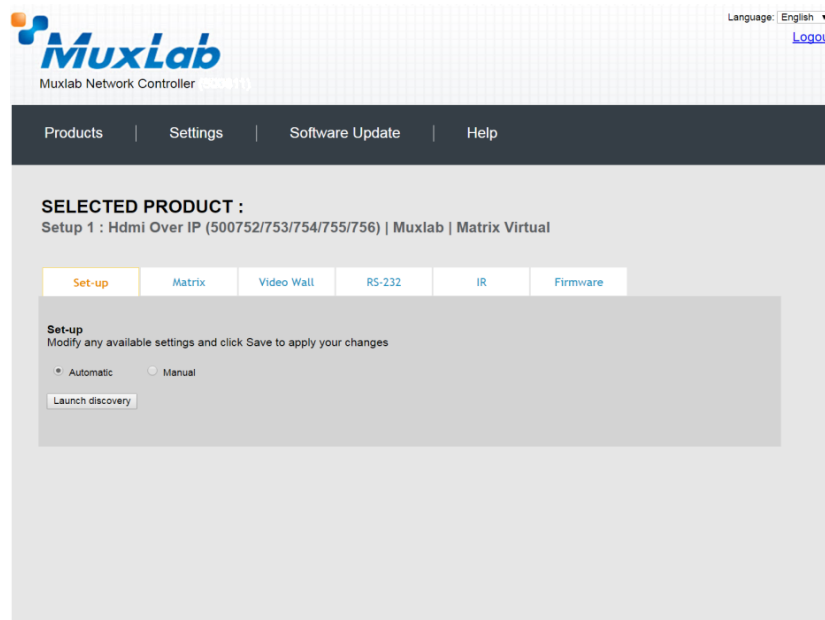 Language: English
Logou
MuxLab
Muxlab Network Controller
Products | Settings | Software Update | Help
SELECTED PRODUCT :
Setup 1 : Hdmi Over IP (500752/753/754/755/756) | Muxlab | Matrix Virtual
Set-up Matrix Video Wall RS-232 IR Firmware
Set-up
Modify any available settings and click Save to apply your changes
Automatic Manual
Launch discovery